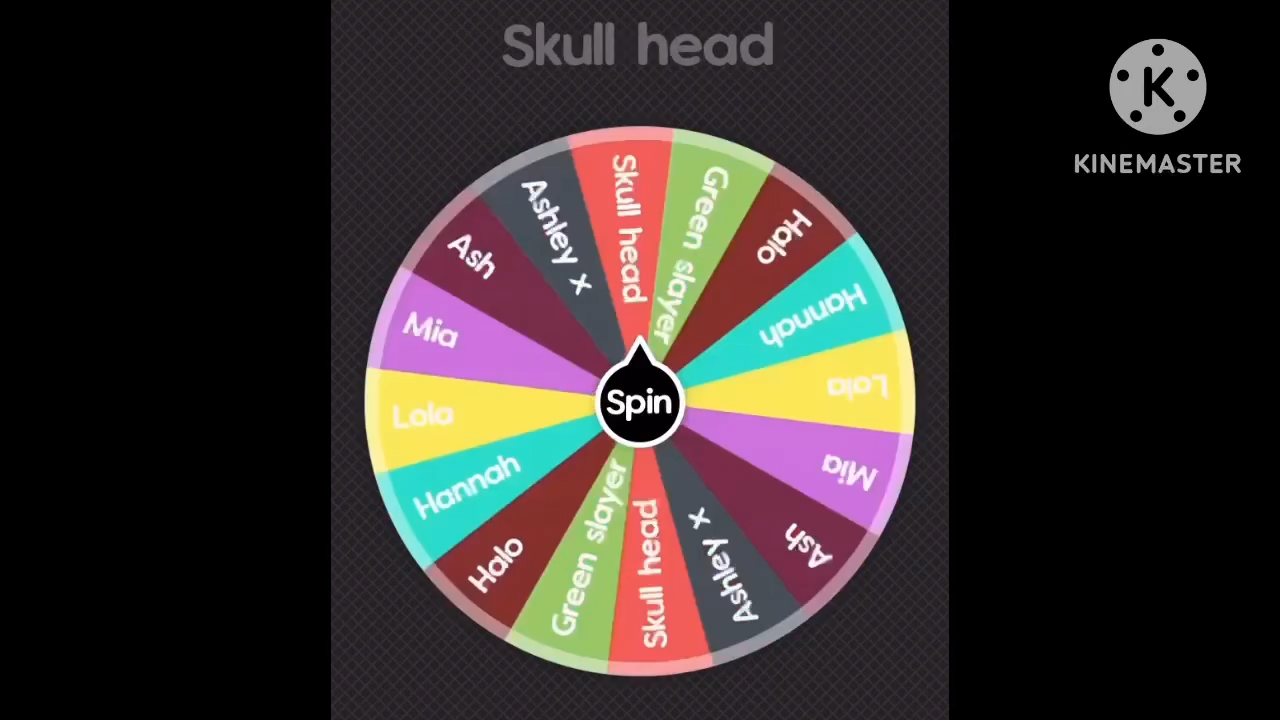 Skull head
K
KINEMASTER
Skull head
Green slayer
Halo
Hannah
Lola
Mia
Ash
Ashley x
Skull head
Green slayer
Halo
Hannah
Lola
Mia
Ash
Ashley x
Spin